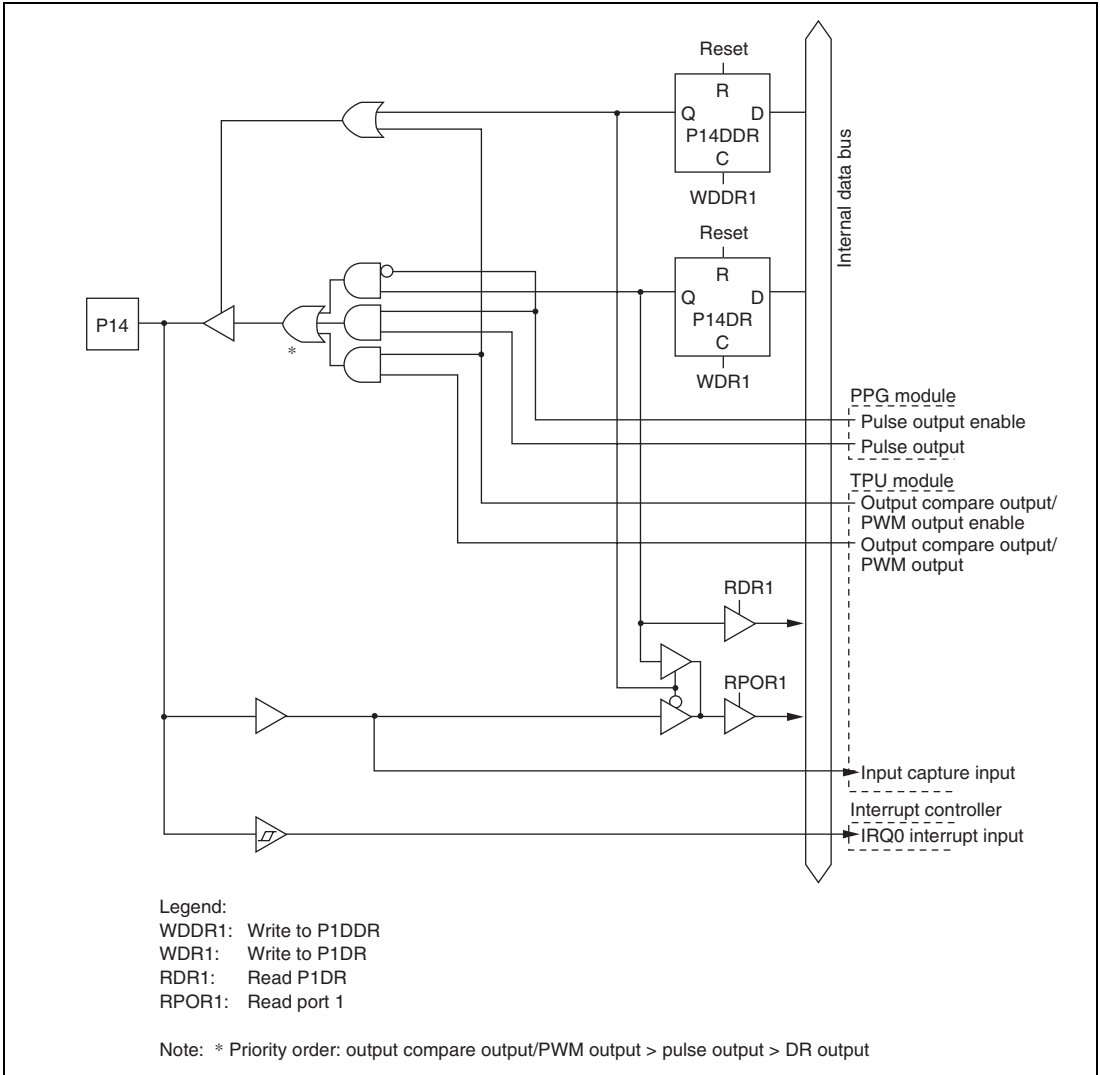 Reset
R
Q D
P14DDR
C
WDDR1
Reset
R
Q D
P14DR
C
WDR1
Internal data bus
P14
*
PPG module
Pulse output enable
Pulse output
TPU module
Output compare output/
PWM output enable
Output compare output/
PWM output
RDR1
RPOR1
Input capture input
Interrupt controller
IRQ0 interrupt input
Legend:
WDDR1: Write to P1DDR
WDR1: Write to P1DR
RDR1: Read P1DR
RPOR1: Read port 1
Note: * Priority order: output compare output/PWM output > pulse output > DR output